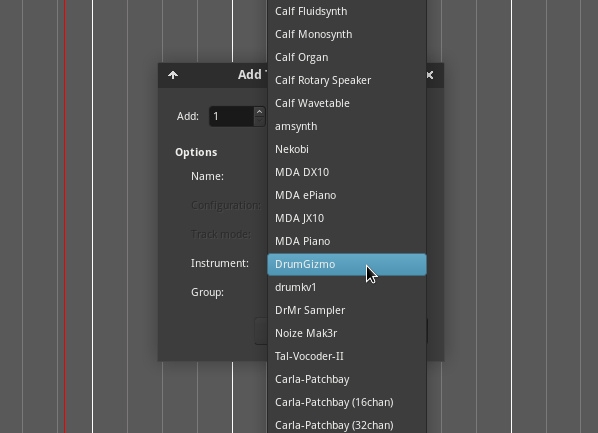 Calf Fluidsynth
Calf Monosynth
Calf Organ
Add
Calf Rotary Speaker
Calf Wavetable
Add: 1
amsynth
Options
Nekobi
Name:
MDA DX10
MDA ePiano
Configuration:
MDA JX10
Track mode:
MDA Piano
Instrument:
DrumGizmo
Group:
drumkv1
DrMr Sampler
Noize Mak3r
Tal-Vocoder-II
Carla-Patchbay
Carla-Patchbay (16chan)
Carla-Patchbay (32chan)